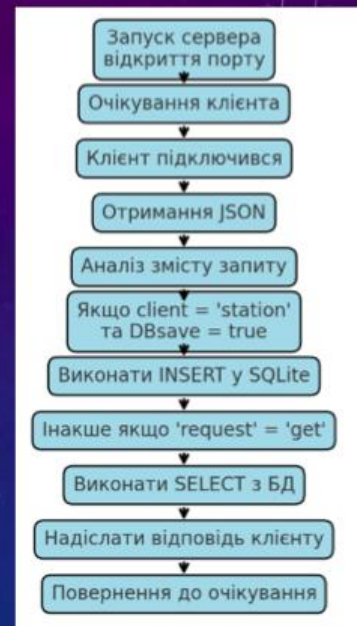 Запуск сервера
відкриття порту
Очікування клієнта
Клієнт підключився
Отримання JSON
Аналіз змісту запиту
Якщо client = 'station'
та DBsave = true
Виконати INSERT у SQLite
Інакше якщо 'request' = 'get'
Виконати SELECT з БД
Надіслати відповідь клієнту
Повернення до очікування